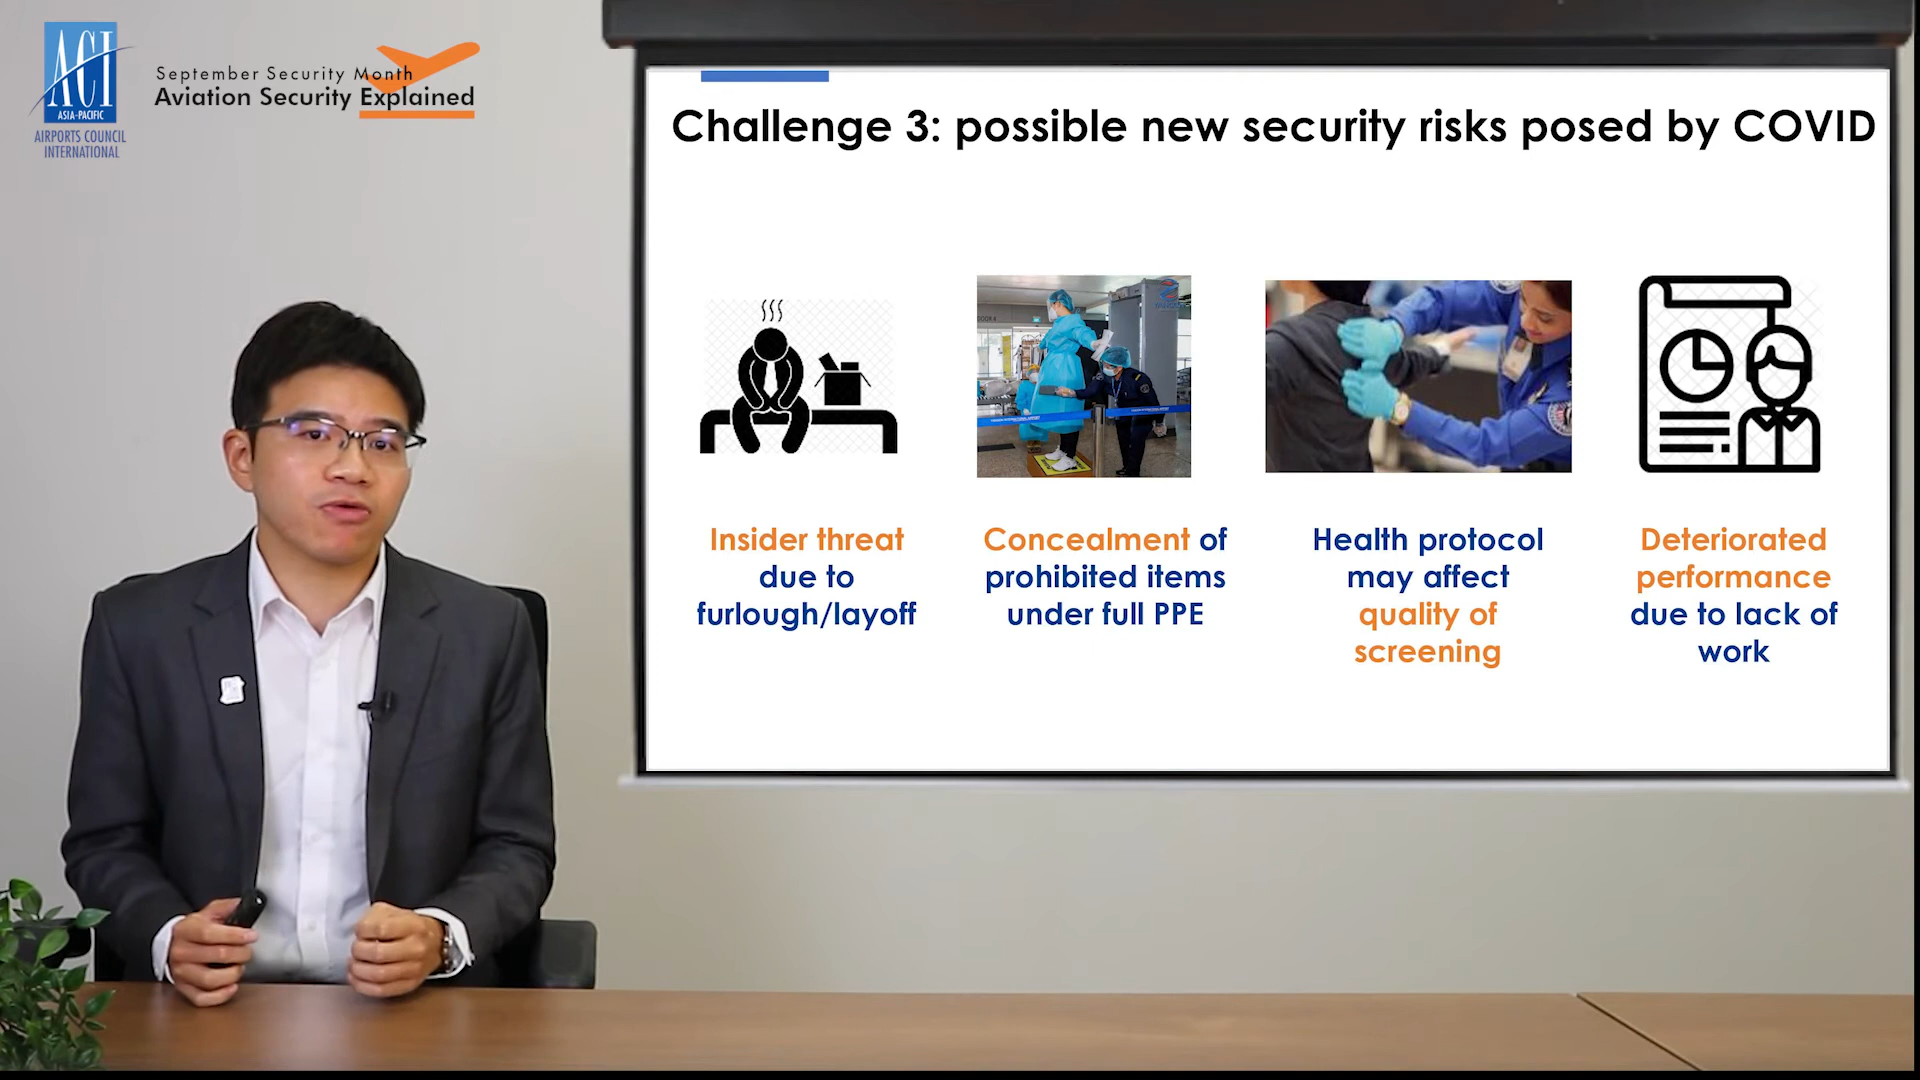 ACI
ASIA-PACIFIC
AIRPORTS COUNCIL
INTERNATIONAL
September Security Month
Aviation Security Explained
Challenge 3: possible new security risks posed by COVID
Insider threat
due to
furlough/layoff
Concealment of
prohibited items
under full PPE
Health protocol
may affect
quality of
screening
Deteriorated
performance
due to lack of
work